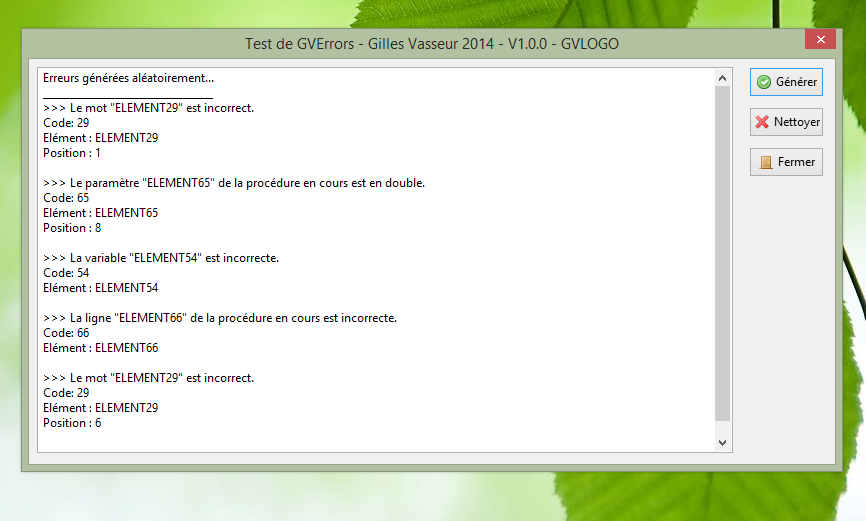 Test de GVErrors - Gilles Vasseur 2014 - V1.0.0 - GVLOGO
Erreurs générées aléatoirement...
>>> Le mot "ELEMENT29" est incorrect.
Code: 29
Elément : ELEMENT29
Position : 1
>>> Le paramètre "ELEMENT65" de la procédure en cours est en double.
Code: 65
Elément : ELEMENT65
Position : 8
>>> La variable "ELEMENT54" est incorrecte.
Code: 54
Elément : ELEMENT54
>>> La ligne "ELEMENT66" de la procédure en cours est incorrecte.
Code: 66
Elément : ELEMENT66
>>> Le mot "ELEMENT29" est incorrect.
Code: 29
Elément : ELEMENT29
Position : 6
Générer
Nettoyer
Fermer